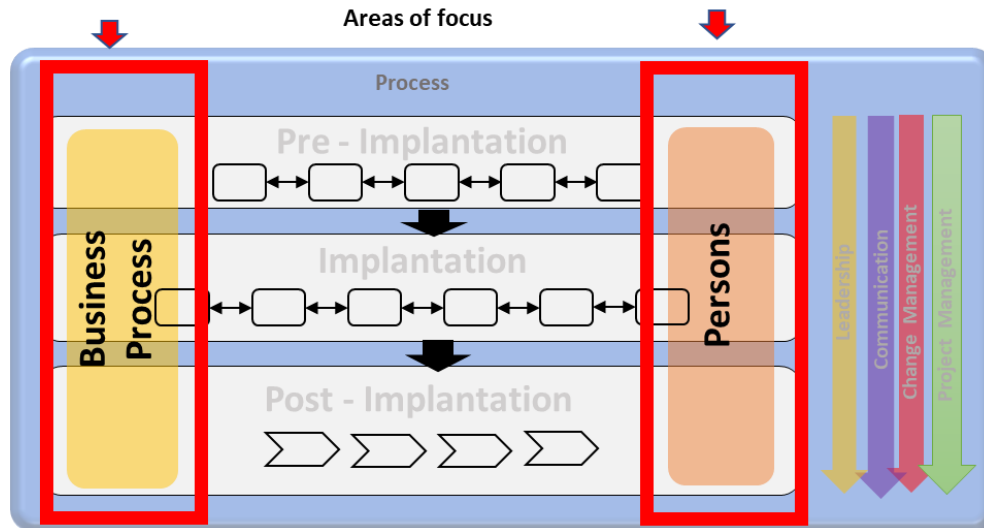 Areas of focus
Process
Pre - Implantation
Implantation
Post - Implantation
Business
Process
Persons
Leadership
Communication
Change Management
Project Management